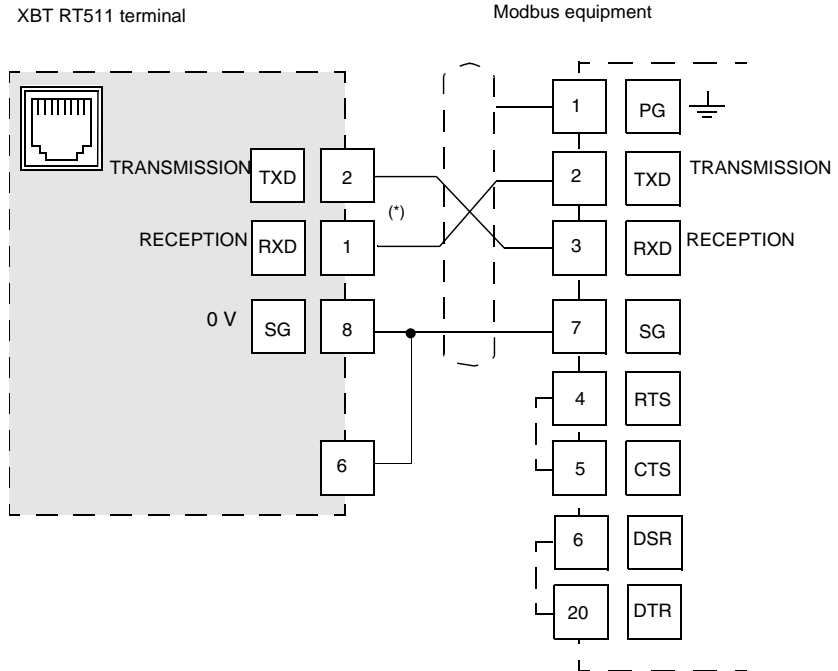 XBT RT511 terminal
Modbus equipment
1 PG
TRANSMISSION TXD 2
2 TXD TRANSMISSION
(*)
RECEPTION RXD 1
3 RXD RECEPTION
0 V SG 8
7 SG
4 RTS
6
5 CTS
6 DSR
20 DTR